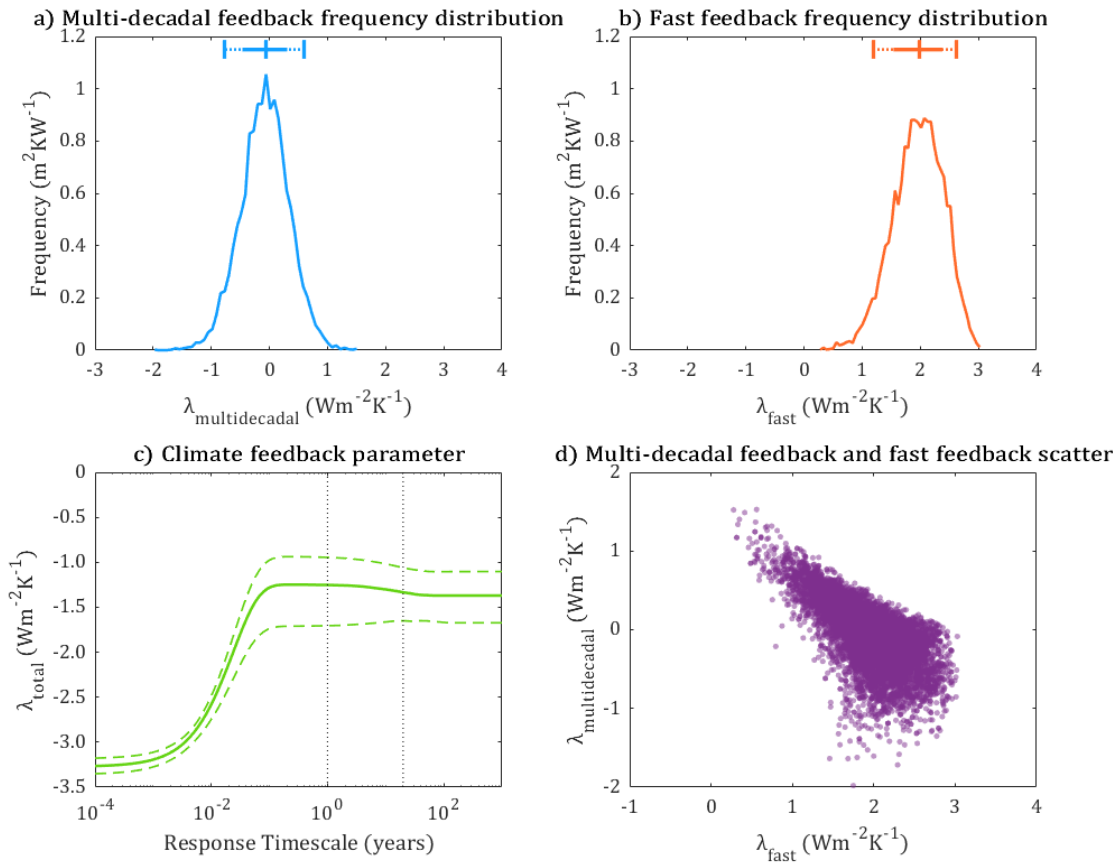 a) Multi-decadal feedback frequency distribution
1.2
1
0.8
0.6
0.4
0.2
0
Frequency (m²KW⁻¹)
-3 -2 -1 0 1 2 3 4
λmultidecadal (Wm⁻²K⁻¹)
b) Fast feedback frequency distribution
1.2
1
0.8
0.6
0.4
0.2
0
Frequency (m²KW⁻¹)
-3 -2 -1 0 1 2 3 4
λfast (Wm⁻²K⁻¹)
c) Climate feedback parameter
0
-0.5
-1.0
-1.5
-2.0
-2.5
-3.0
-3.5
λtotal (Wm⁻²K⁻¹)
10⁻⁴ 10⁻² 10⁰ 10²
Response Timescale (years)
d) Multi-decadal feedback and fast feedback scatter
2
1
0
-1
-2
λmultidecadal (Wm⁻²K⁻¹)
-1 0 1 2 3 4
λfast (Wm⁻²K⁻¹)